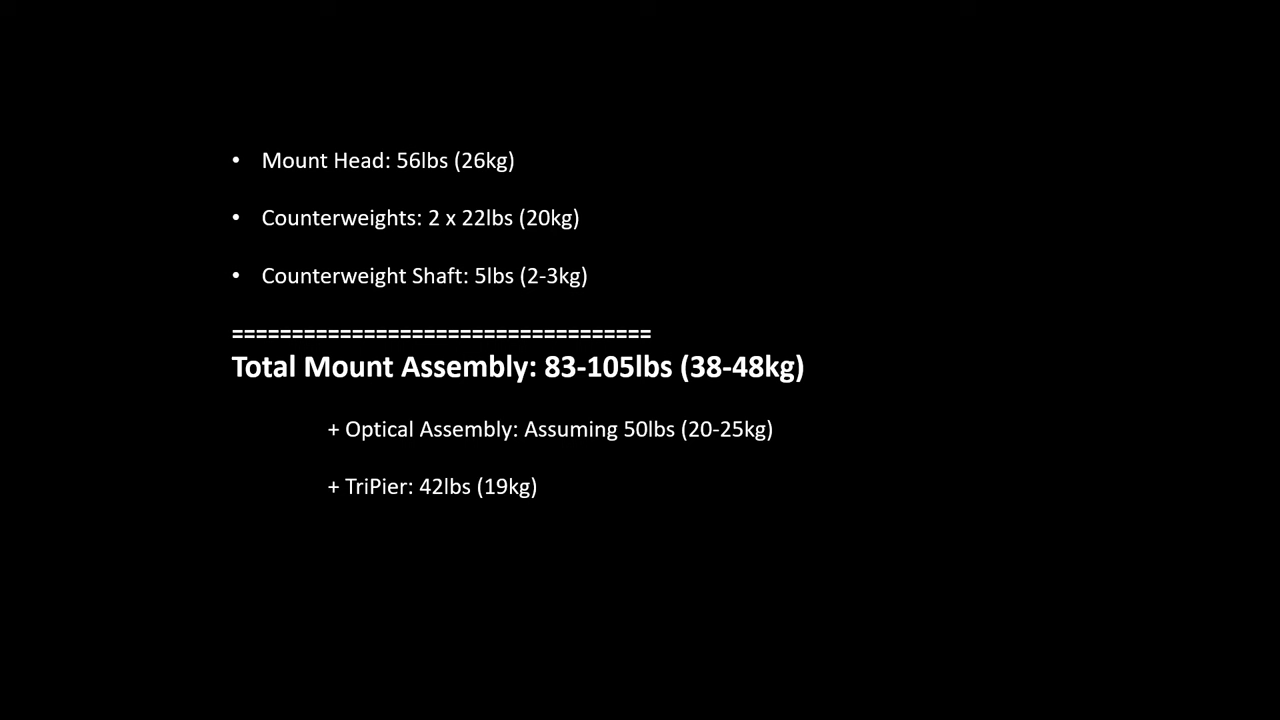 • Mount Head: 56lbs (26kg)
• Counterweights: 2 x 22lbs (20kg)
• Counterweight Shaft: 5lbs (2-3kg)
===================================
Total Mount Assembly: 83-105lbs (38-48kg)
+ Optical Assembly: Assuming 50lbs (20-25kg)
+ TriPier: 42lbs (19kg)